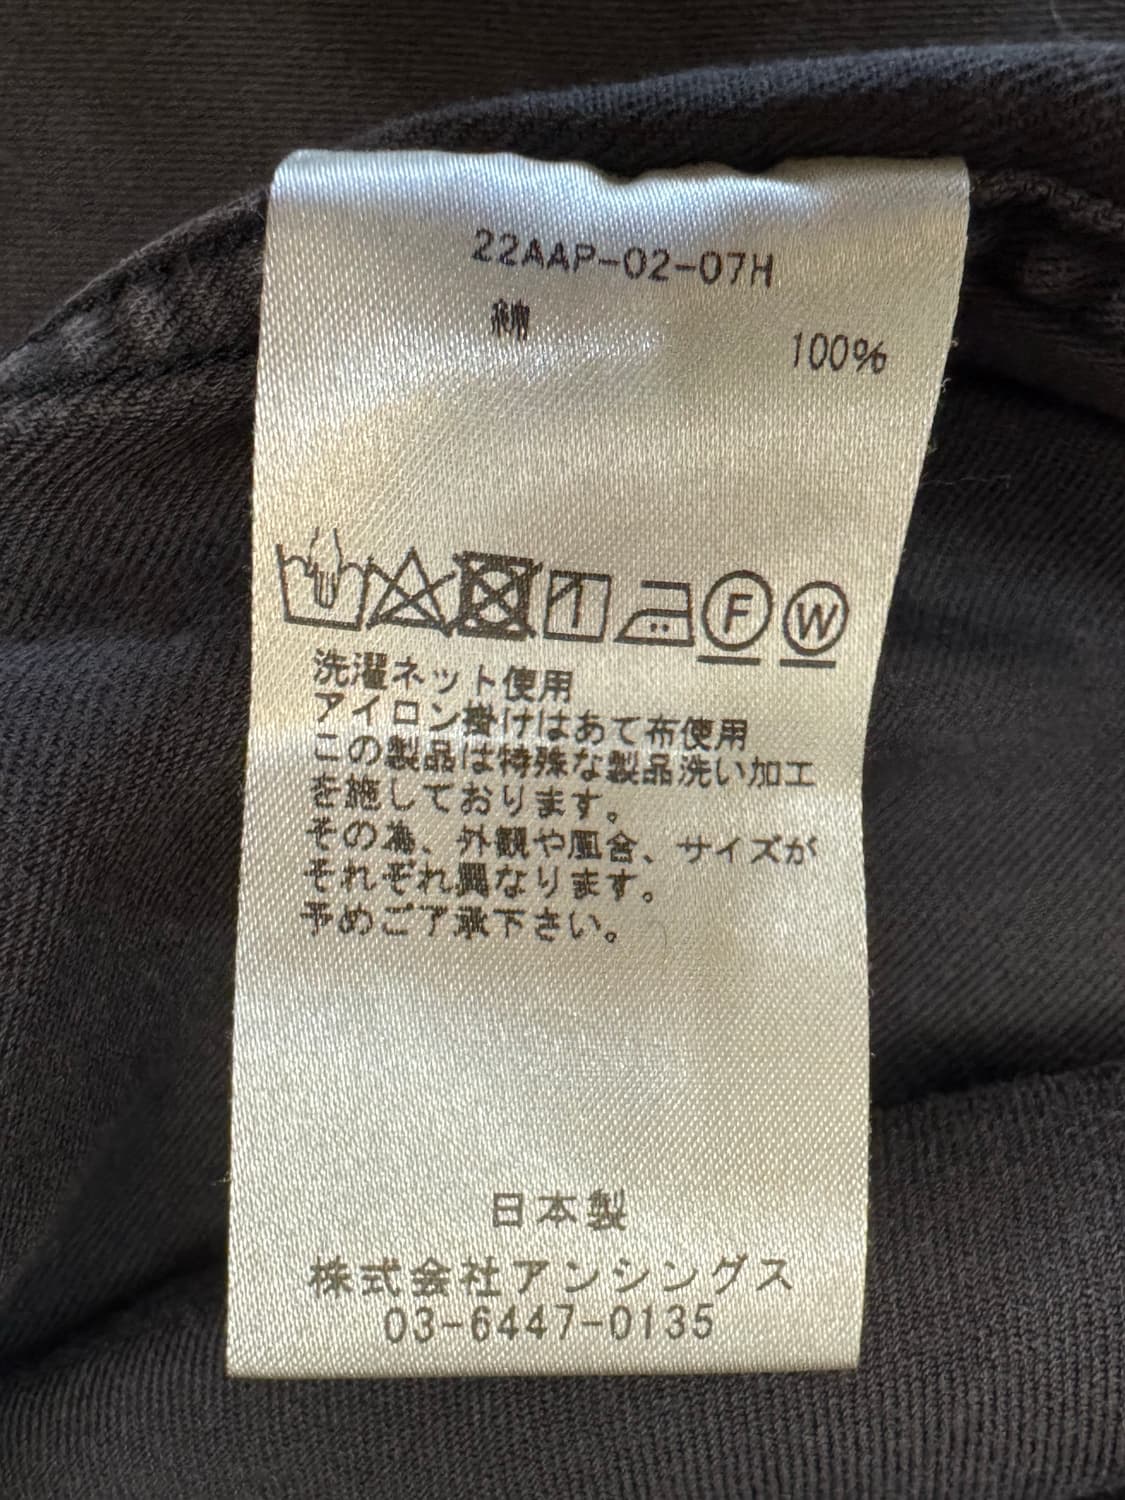 22AAP-02-07H
綿 100%
F W
洗濯ネット使用
アイロン掛けはあて布使用
この製品は特殊な製品洗い加工
を施しております。
その為、外観や風合、サイズが
それぞれ異なります。
予めご了承下さい。
日本製
株式会社アンシングス
03-6447-0135